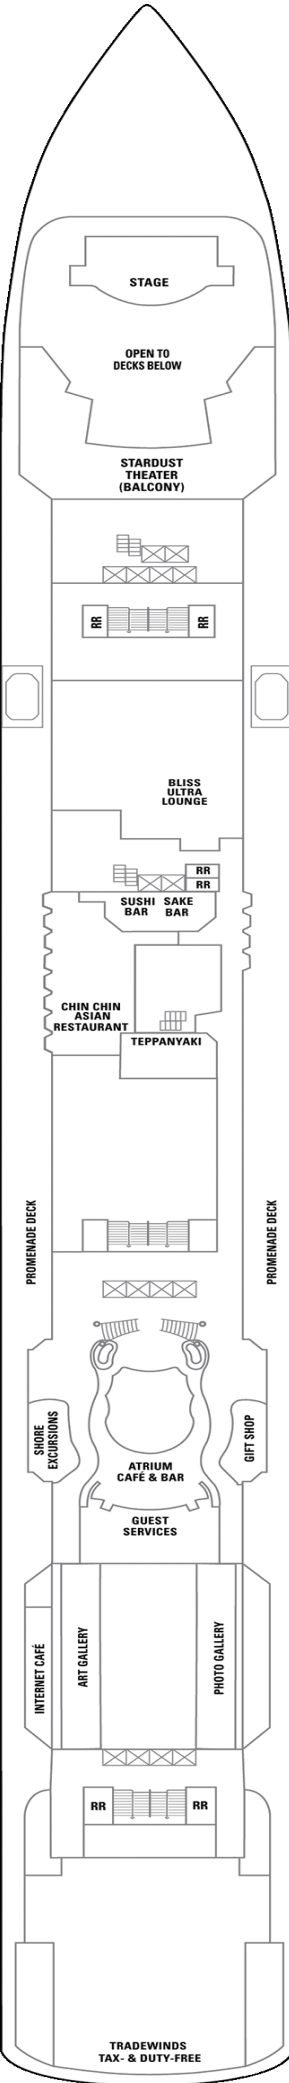 STAGE
OPEN TO
DECKS BELOW
STARDUST
THEATER
(BALCONY)
RR
RR
BLISS
ULTRA
LOUNGE
RR
RR
SUSHI
BAR
SAKE
BAR
CHIN CHIN
ASIAN
RESTAURANT
TEPPANYAKI
PROMENADE DECK
PROMENADE DECK
SHORE
EXCURSIONS
GIFT SHOP
ATRIUM
CAFÉ & BAR
GUEST
SERVICES
INTERNET CAFÉ
ART GALLERY
PHOTO GALLERY
RR
RR
TRADEWINDS
TAX- & DUTY-FREE